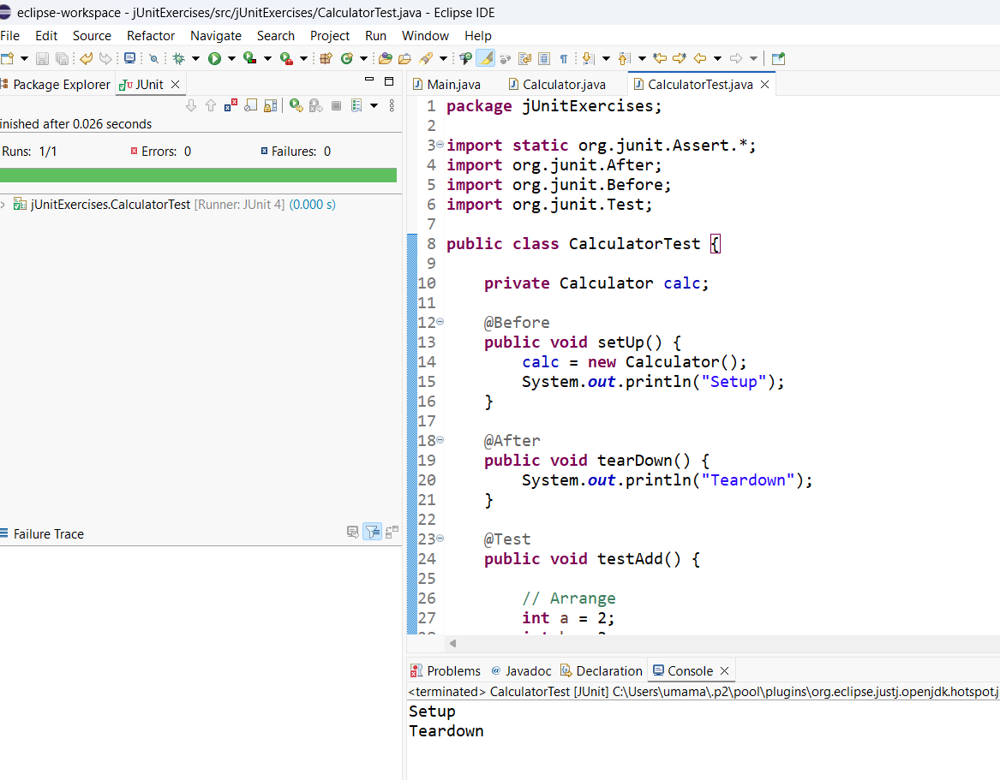 eclipse-workspace - jUnitExercises/src/jUnitExercises/CalculatorTest.java - Eclipse IDE
File Edit Source Refactor Navigate Search Project Run Window Help
Package Explorer JUnit
inished after 0.026 seconds
Runs: 1/1 Errors: 0 Failures: 0
jUnitExercises.CalculatorTest [Runner: JUnit 4] (0.000 s)
Failure Trace
Main.java Calculator.java CalculatorTest.java
1 package jUnitExercises;
2
3 import static org.junit.Assert.*;
4 import org.junit.After;
5 import org.junit.Before;
6 import org.junit.Test;
7
8 public class CalculatorTest {
9
10 private Calculator calc;
11
12 @Before
13 public void setUp() {
14 calc = new Calculator();
15 System.out.println("Setup");
16 }
17
18 @After
19 public void tearDown() {
20 System.out.println("Teardown");
21 }
22
23 @Test
24 public void testAdd() {
25
26 // Arrange
27 int a = 2;
Problems Javadoc Declaration Console
<terminated> CalculatorTest [JUnit] C:\Users\umama\.p2\pool\plugins\org.eclipse.justj.openjdk.hotspot.j
Setup
Teardown